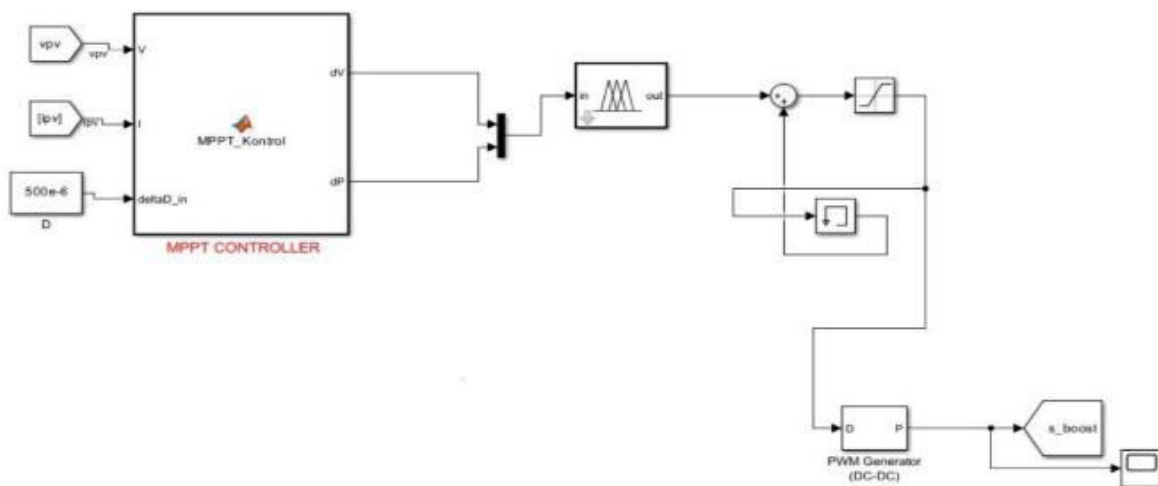 vpv
vpv
V
[ipv]
ipv
I
500e-6
D
deltaD_in
MPPT_Kontrol
dV
dP
MPPT CONTROLLER
in
out
++
D
P
PWM Generator
(DC-DC)
s_boost